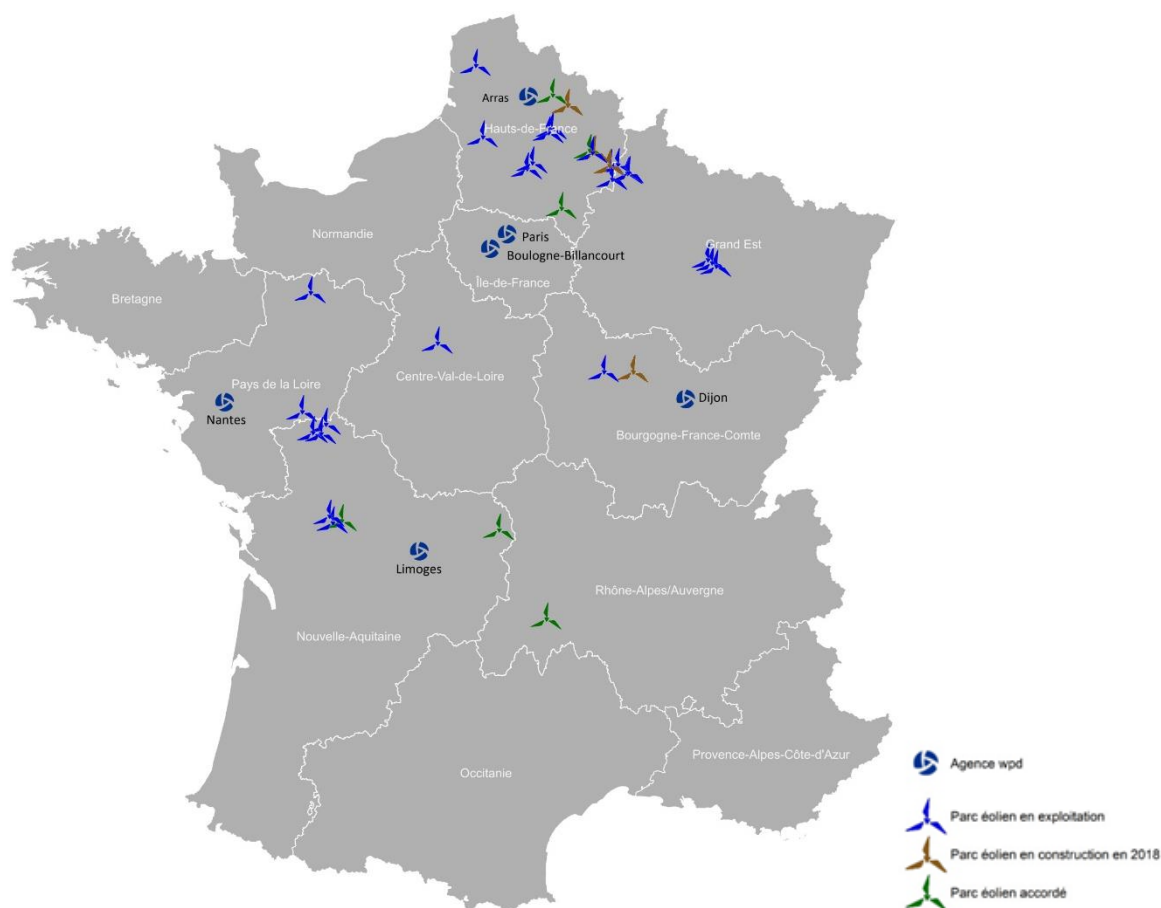 Arras
Hauts-de-France
Normandie
Paris
Boulogne-Billancourt
Grand Est
Île-de-France
Bretagne
Pays de la Loire
Centre-Val-de-Loire
Nantes
Dijon
Bourgogne-France-Comte
Limoges
Rhône-Alpes/Auvergne
Nouvelle-Aquitaine
Provence-Alpes-Côte-d'Azur
Occitanie
Agence wpd
Parc éolien en exploitation
Parc éolien en construction en 2018
Parc éolien accordé